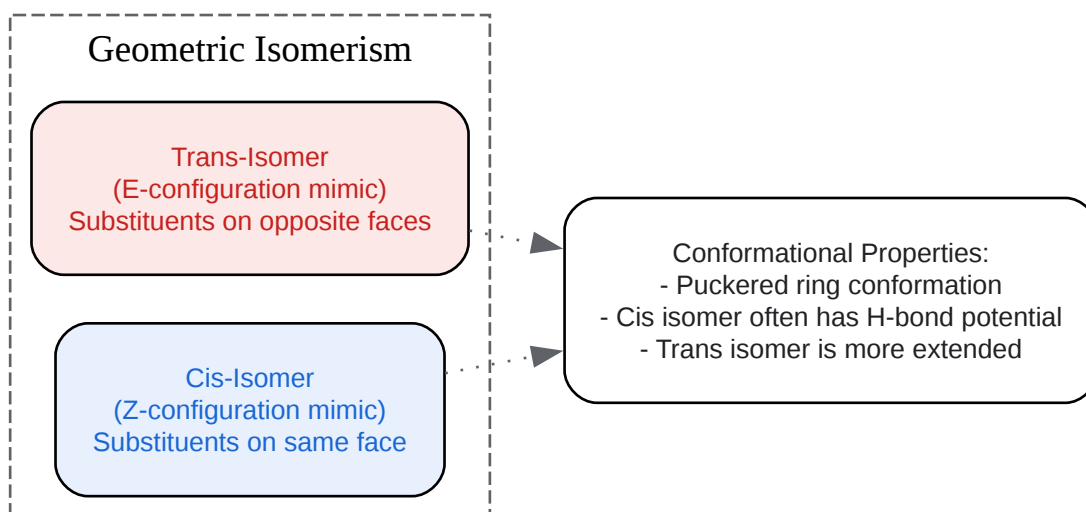 Geometric Isomerism
Trans-Isomer
(E-configuration mimic)
Substituents on opposite faces
Cis-Isomer
(Z-configuration mimic)
Substituents on same face
Conformational Properties:
- Puckered ring conformation
- Cis isomer often has H-bond potential
- Trans isomer is more extended